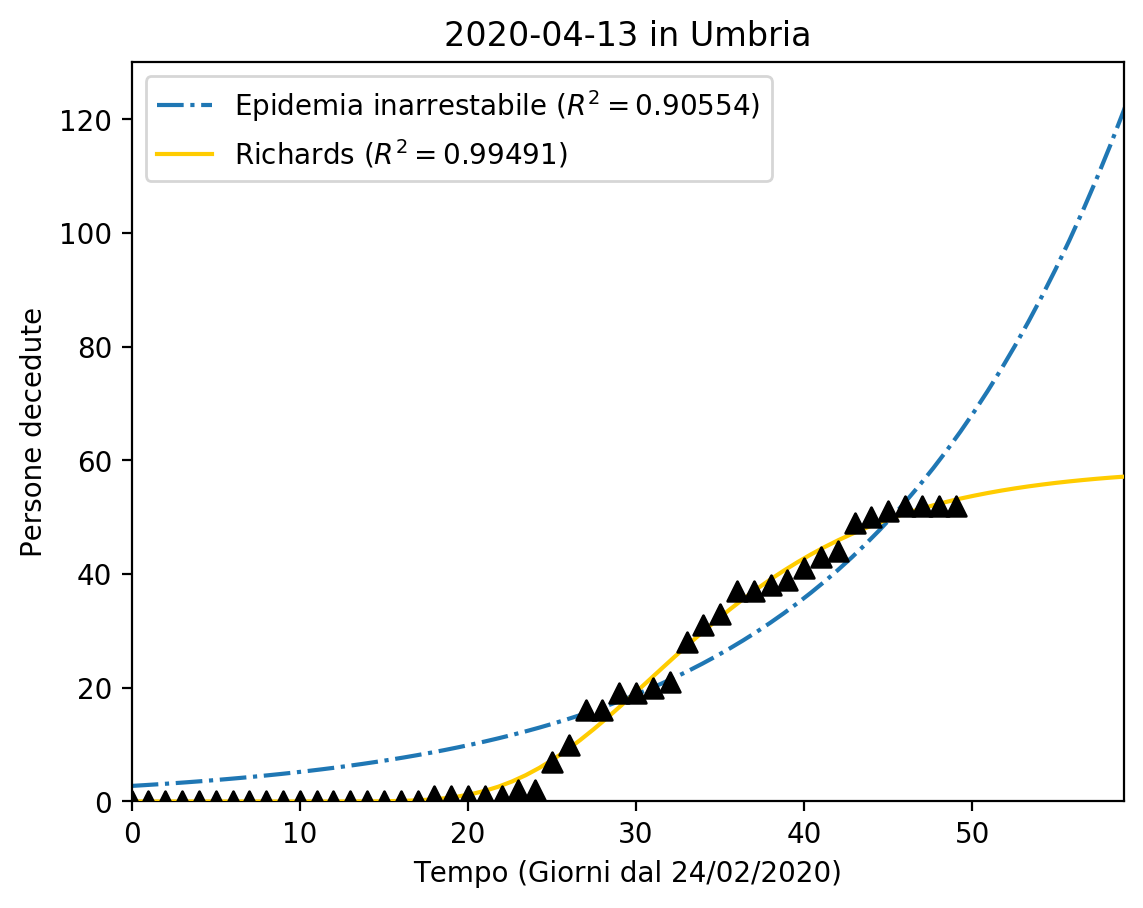 2020-04-13 in Umbria
Epidemia inarrestabile (R² = 0.90554)
Richards (R² = 0.99491)
Persone decedute
120
100
80
60
40
20
0
0 10 20 30 40 50
Tempo (Giorni dal 24/02/2020)